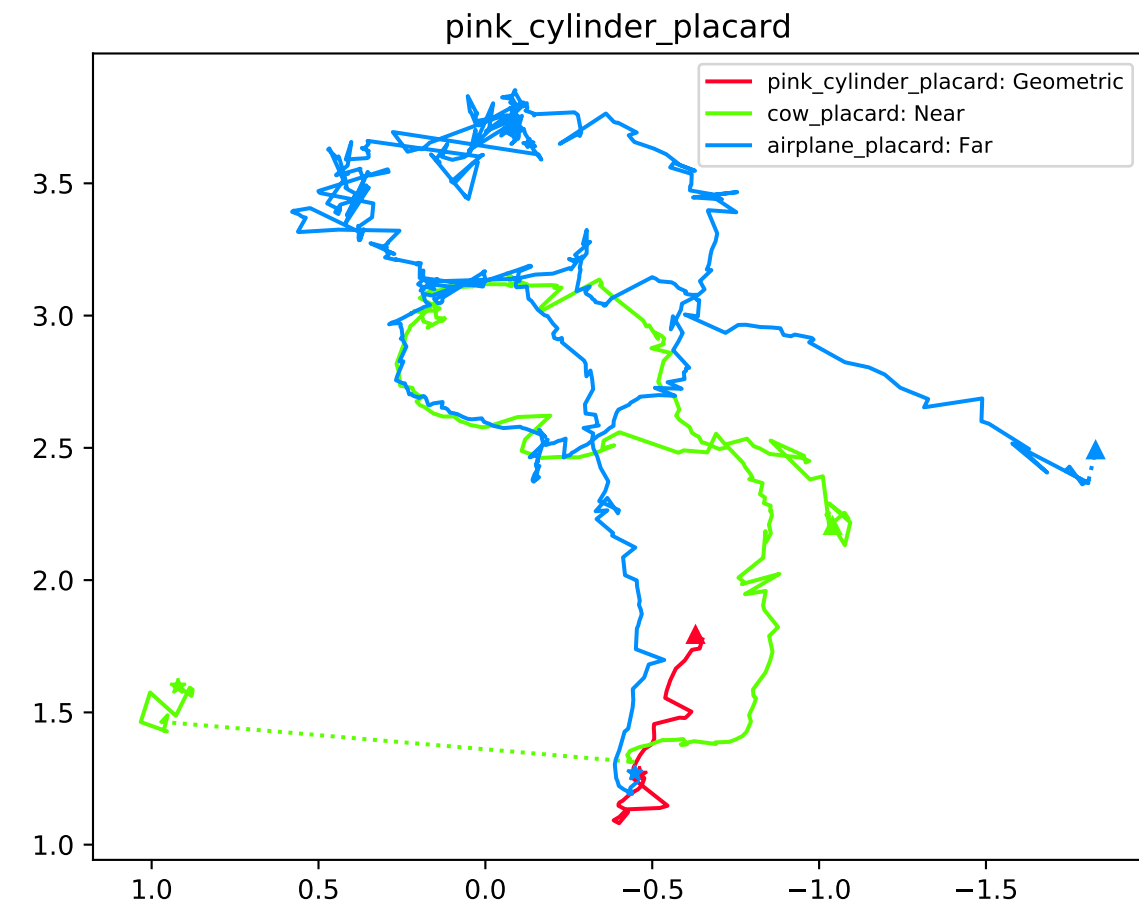 pink_cylinder_placard
pink_cylinder_placard: Geometric
cow_placard: Near
airplane_placard: Far
3.5
3.0
2.5
2.0
1.5
1.0
1.0 0.5 0.0 −0.5 −1.0 −1.5